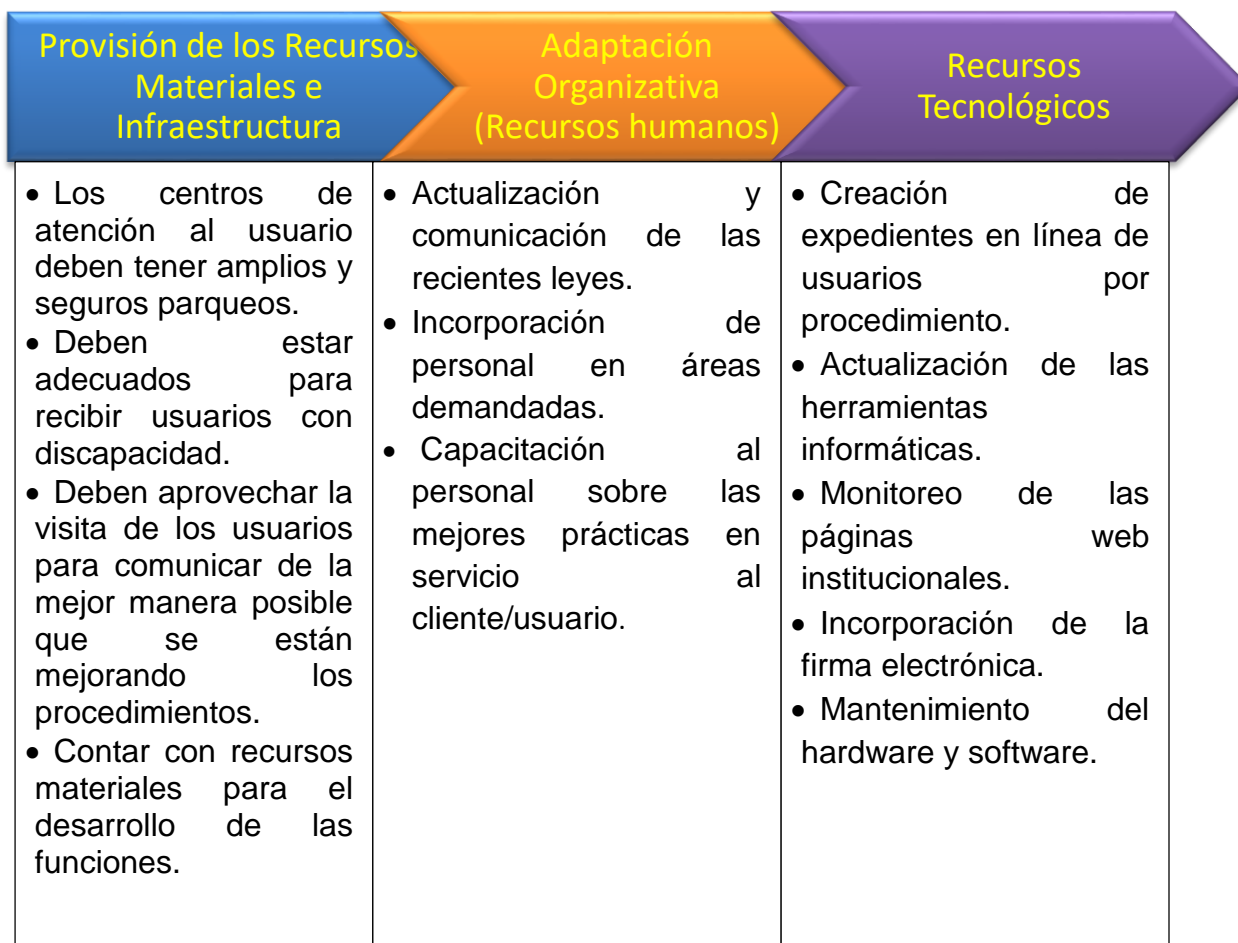 Provisión de los Recursos
Materiales e
Infraestructura
Adaptación
Organizativa
(Recursos humanos)
Recursos
Tecnológicos
• Los centros de
atención al usuario
deben tener amplios y
seguros parqueos.
• Deben estar
adecuados para
recibir usuarios con
discapacidad.
• Deben aprovechar la
visita de los usuarios
para comunicar de la
mejor manera posible
que se están
mejorando los
procedimientos.
• Contar con recursos
materiales para el
desarrollo de las
funciones.
• Actualización y
comunicación de las
recientes leyes.
• Incorporación de
personal en áreas
demandadas.
• Capacitación al
personal sobre las
mejores prácticas en
servicio al
cliente/usuario.
• Creación de
expedientes en línea de
usuarios por
procedimiento.
• Actualización de las
herramientas
informáticas.
• Monitoreo de las
páginas web
institucionales.
• Incorporación de la
firma electrónica.
• Mantenimiento del
hardware y software.